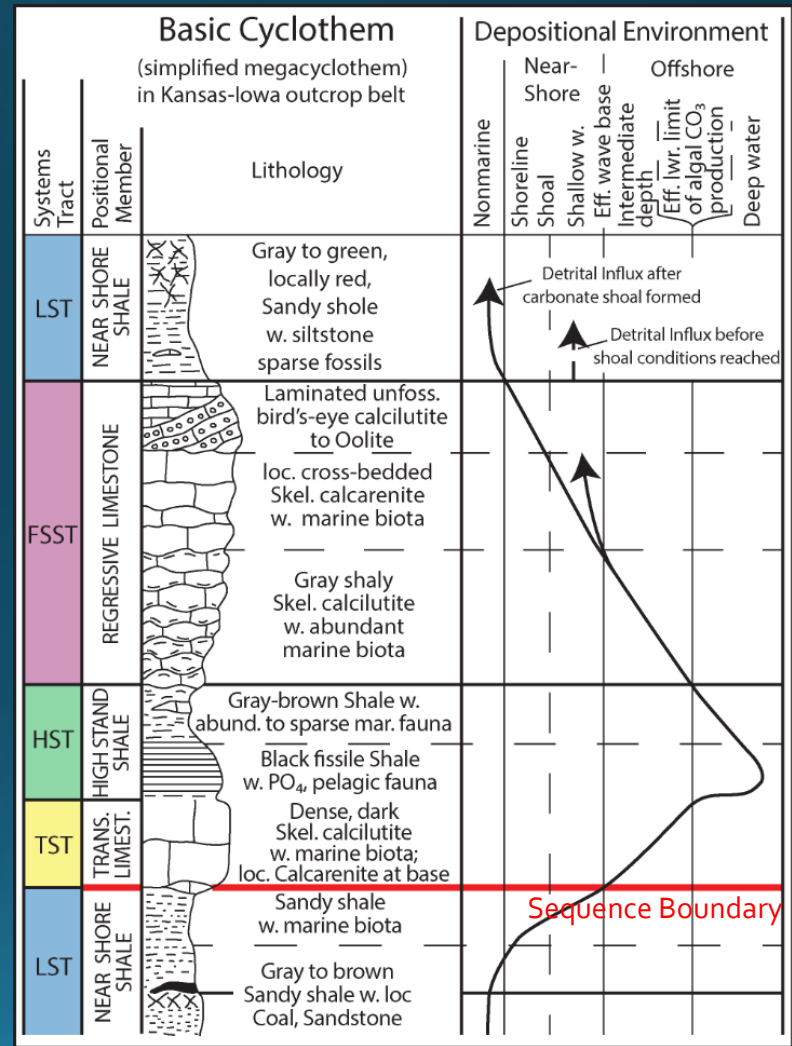 Basic Cyclothem
(simplified megacyclothem)
in Kansas-Iowa outcrop belt
Depositional Environment
Near-
Shore
Offshore
Systems
Tract
Positional
Member
Lithology
Nonmarine
Shoreline
Shoal
Shallow w.
Eff. wave base
Intermediate
depth
Eff. lwr. limit
of algal CO3
production
Deep water
LST
NEAR SHORE
SHALE
Gray to green,
locally red,
Sandy shole
w. siltstone
sparse fossils
Detrital Influx after
carbonate shoal formed
Detrital Influx before
shoal conditions reached
FSST
REGRESSIVE LIMESTONE
Laminated unfoss.
bird's-eye calcilutite
to Oolite
loc. cross-bedded
Skel. calcarenite
w. marine biota
Gray shaly
Skel. calcilutite
w. abundant
marine biota
HST
HIGH STAND
SHALE
Gray-brown Shale w.
abund. to sparse mar. fauna
Black fissile Shale
w. PO4, pelagic fauna
TST
TRANS.
LIMEST.
Dense, dark
Skel. calcilutite
w. marine biota;
loc. Calcarenite at base
Sequence Boundary
LST
NEAR SHORE
SHALE
Sandy shale
w. marine biota
Gray to brown
Sandy shale w. loc
Coal, Sandstone